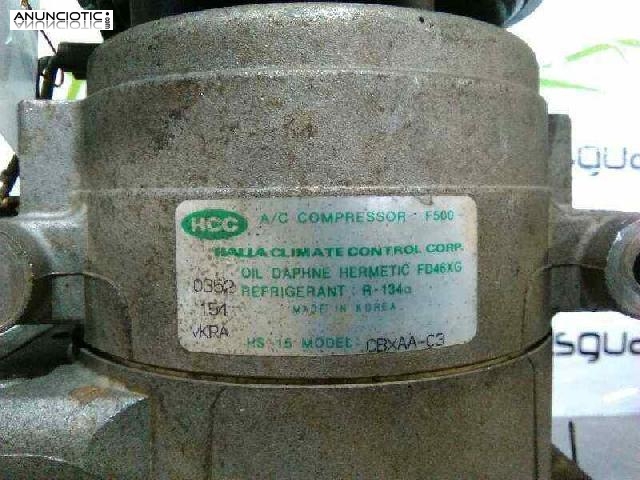 ANUNCIOTIC
HCC A/C COMPRESSOR : F500
HALLA CLIMATE CONTROL CORP.
OIL DAPHNE HERMETIC FD46XG
0352 REFRIGERANT : R-134a
151 MADE IN KOREA
VKRA
HS 15 MODEL: CBXAA-C3